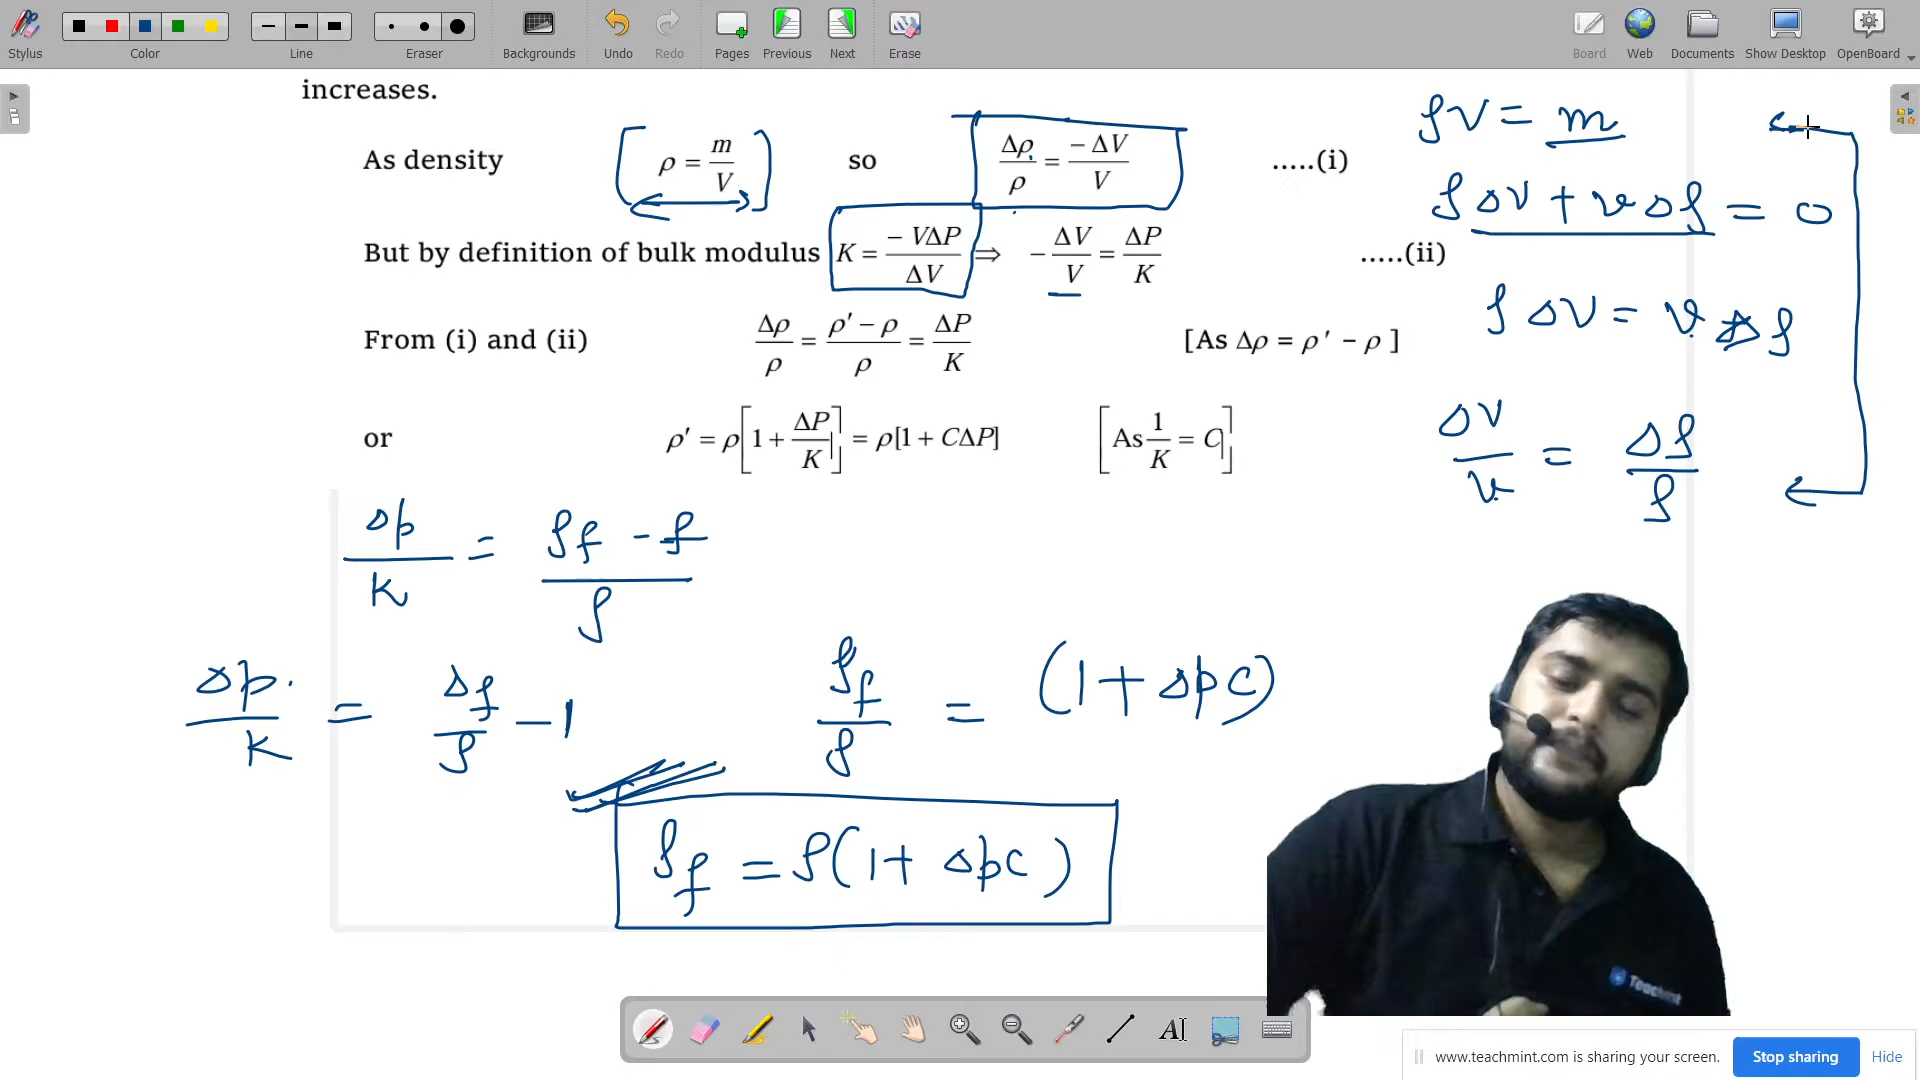 Stylus Color Line Eraser Backgrounds Undo Redo Pages Previous Next Erase Board Web Documents Show Desktop OpenBoard
increases.
As density ρ = m/V so Δρ/ρ = -ΔV/V .....(i)
But by definition of bulk modulus K = -VΔP/ΔV ⇒ -ΔV/V = ΔP/K .....(ii)
From (i) and (ii) Δρ/ρ = (ρ' - ρ)/ρ = ΔP/K [As Δρ = ρ' - ρ ]
or ρ' = ρ[1 + ΔP/K] = ρ[1 + CΔP] [As 1/K = C]
ρV = m
ρΔV + VΔρ = 0
ρΔV = VΔρ
ΔV/V = Δρ/ρ
Δp/K = (ρf - ρ)/ρ
Δp/K = Δf/ρ - 1
ρf/ρ = (1 + ΔpC)
ρf = ρ(1 + ΔpC)
Teachmint
AI
www.teachmint.com is sharing your screen. Stop sharing Hide